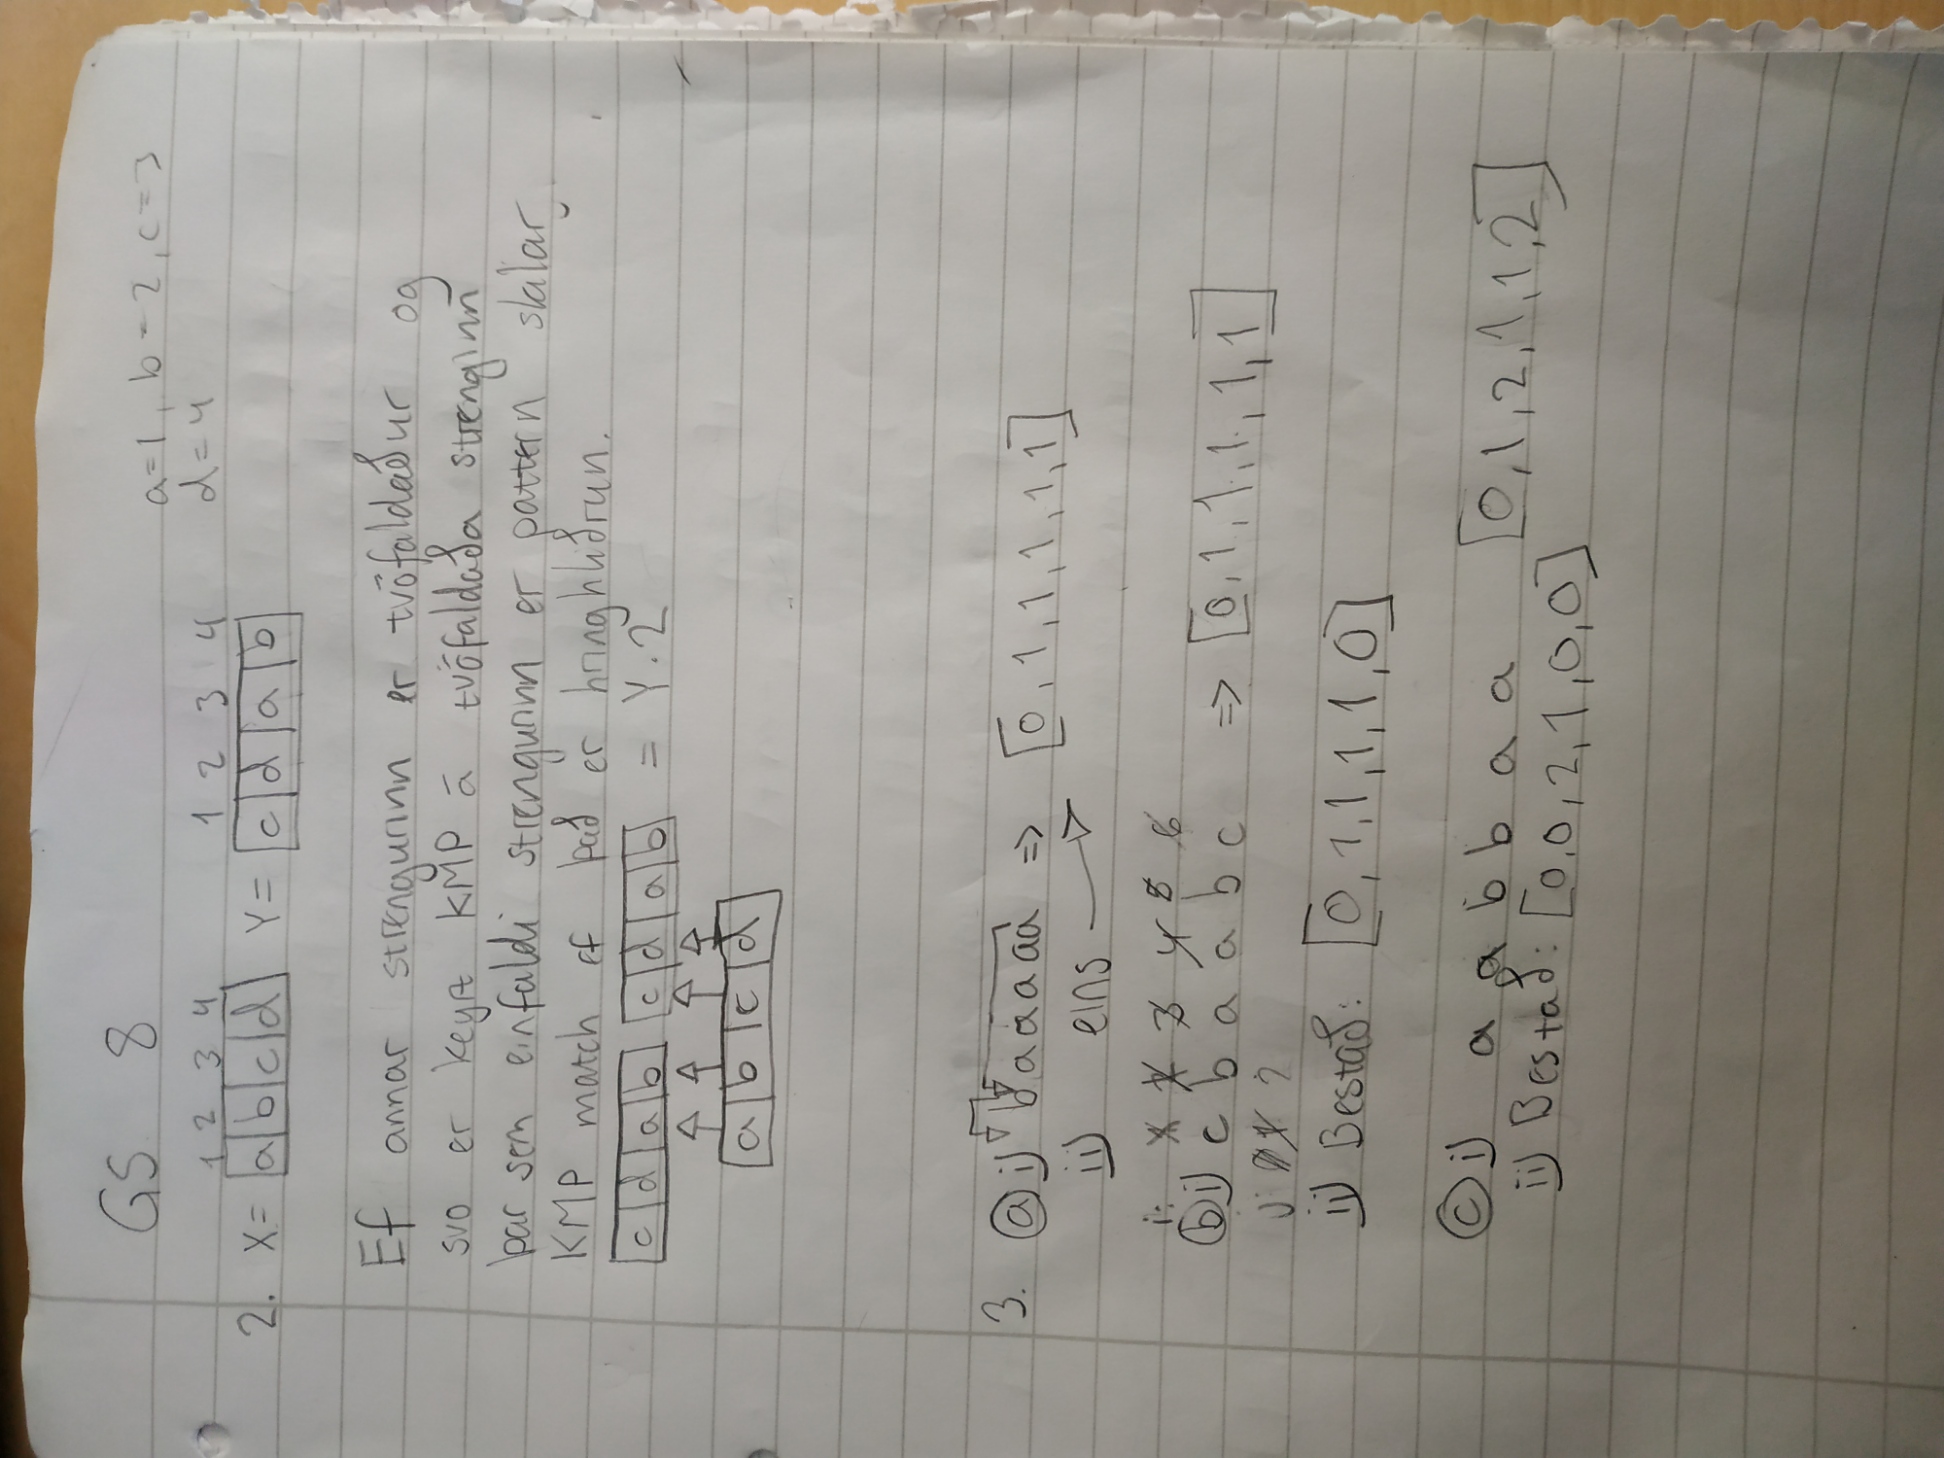 GS 8
a=1, b=2, c=3
d=4
1 2 3 4 1 2 3 4
2. X= a b c d Y= c d a b
Ef annar strengurinn er tvöfaldaður og
svo er keyrt KMP á tvöfaldaða strenginn
þar sem einfaldi strengurinn er pattern skilar
KMP match ef það er hringhliðrun.
c d a b c d a b = Y·2
a b c d
3. a i) b a a a a a => [0, 1, 1, 1, 1, 1]
ii) eins
i: 1 2 3 4 5 6
b i) c b a a b c => [0, 1, 1, 1, 1, 1]
j 0 1 2
ii) Bestað: [0, 1, 1, 1, 1, 0]
c i) a a b b a a [0, 1, 2, 1, 1, 2]
ii) Bestað: [0, 0, 2, 1, 0, 0]